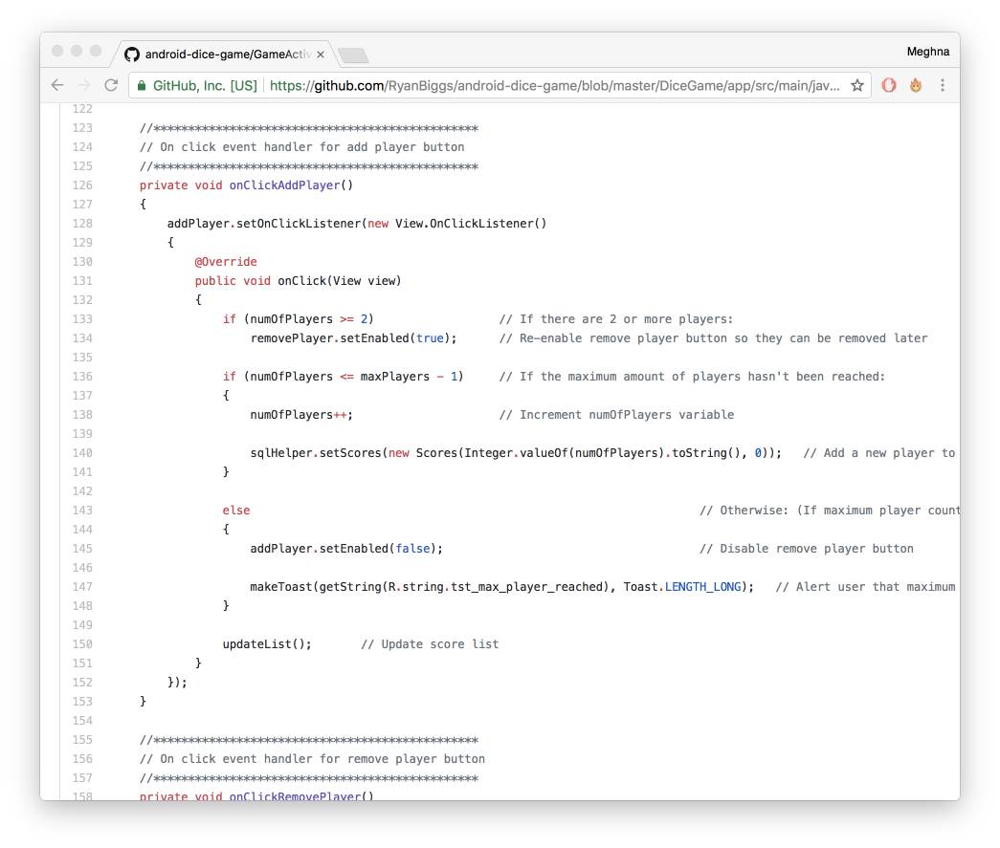 android-dice-game/GameActiv
Meghna
GitHub, Inc. [US] https://github.com/RyanBiggs/android-dice-game/blob/master/DiceGame/app/src/main/jav...
122
123 //***********************************************
124 // On click event handler for add player button
125 //***********************************************
126 private void onClickAddPlayer()
127 {
128 addPlayer.setOnClickListener(new View.OnClickListener()
129 {
130 @Override
131 public void onClick(View view)
132 {
133 if (numOfPlayers >= 2) // If there are 2 or more players:
134 removePlayer.setEnabled(true); // Re-enable remove player button so they can be removed later
135
136 if (numOfPlayers <= maxPlayers - 1) // If the maximum amount of players hasn't been reached:
137 {
138 numOfPlayers++; // Increment numOfPlayers variable
139
140 sqlHelper.setScores(new Scores(Integer.valueOf(numOfPlayers).toString(), 0)); // Add a new player to
141 }
142
143 else // Otherwise: (If maximum player count
144 {
145 addPlayer.setEnabled(false); // Disable remove player button
146
147 makeToast(getString(R.string.tst_max_player_reached), Toast.LENGTH_LONG); // Alert user that maximum
148 }
149
150 updateList(); // Update score list
151 }
152 });
153 }
154
155 //***********************************************
156 // On click event handler for remove player button
157 //***********************************************
158 private void onClickRemovePlayer()